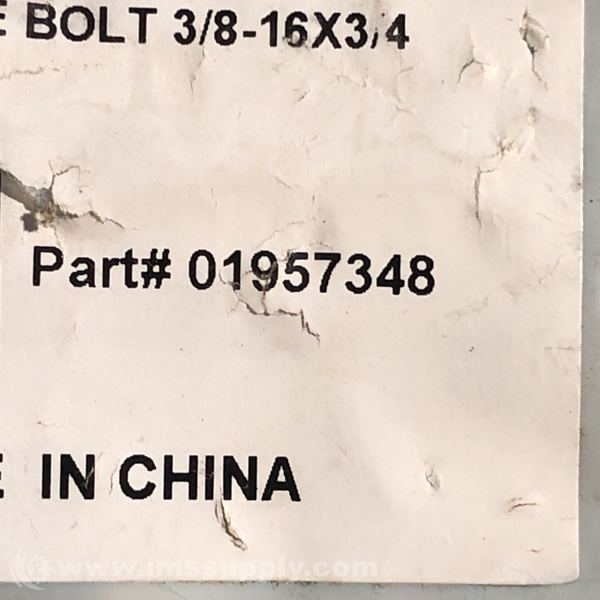 E BOLT 3/8-16X3/4
Part# 01957348
E IN CHINA
www.imssupply.com